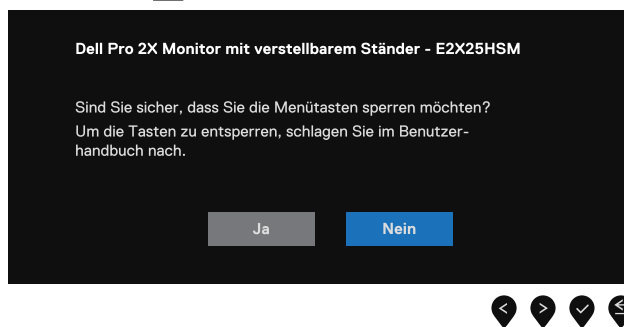 Dell Pro 2X Monitor mit verstellbarem Ständer - E2X25HSM
Sind Sie sicher, dass Sie die Menütasten sperren möchten?
Um die Tasten zu entsperren, schlagen Sie im Benutzer-
handbuch nach.
Ja
Nein